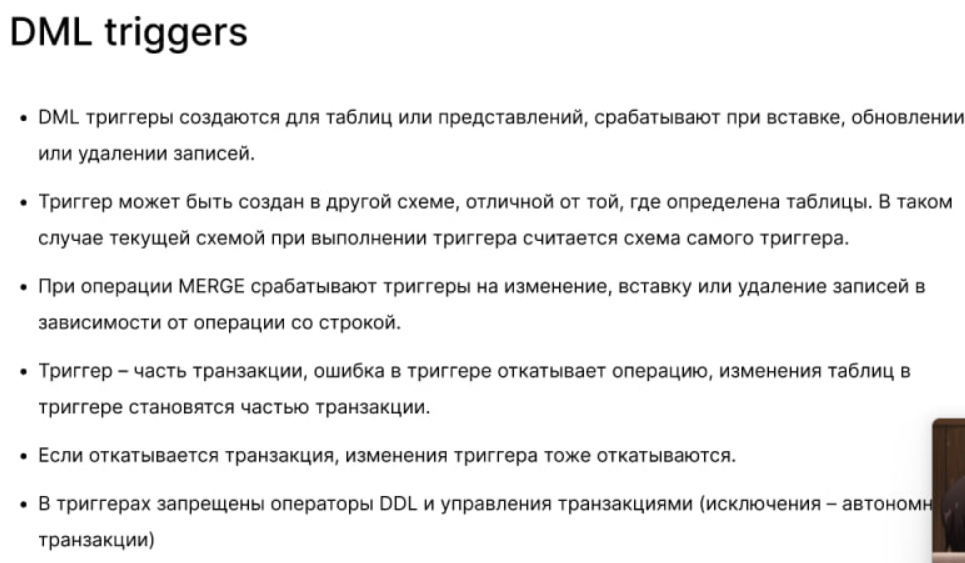 DML triggers
• DML триггеры создаются для таблиц или представлений, срабатывают при вставке, обновлении
или удалении записей.
• Триггер может быть создан в другой схеме, отличной от той, где определена таблицы. В таком
случае текущей схемой при выполнении триггера считается схема самого триггера.
• При операции MERGE срабатывают триггеры на изменение, вставку или удаление записей в
зависимости от операции со строкой.
• Триггер – часть транзакции, ошибка в триггере откатывает операцию, изменения таблиц в
триггере становятся частью транзакции.
• Если откатывается транзакция, изменения триггера тоже откатываются.
• В триггерах запрещены операторы DDL и управления транзакциями (исключения – автономн
транзакции)